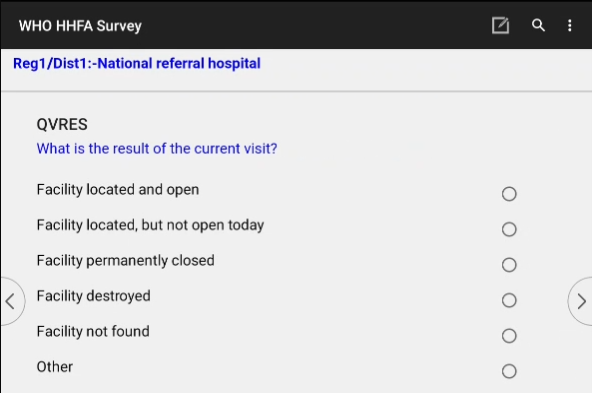 WHO HHFA Survey
Reg1/Dist1:-National referral hospital
QVRES
What is the result of the current visit?
Facility located and open
Facility located, but not open today
Facility permanently closed
Facility destroyed
Facility not found
Other